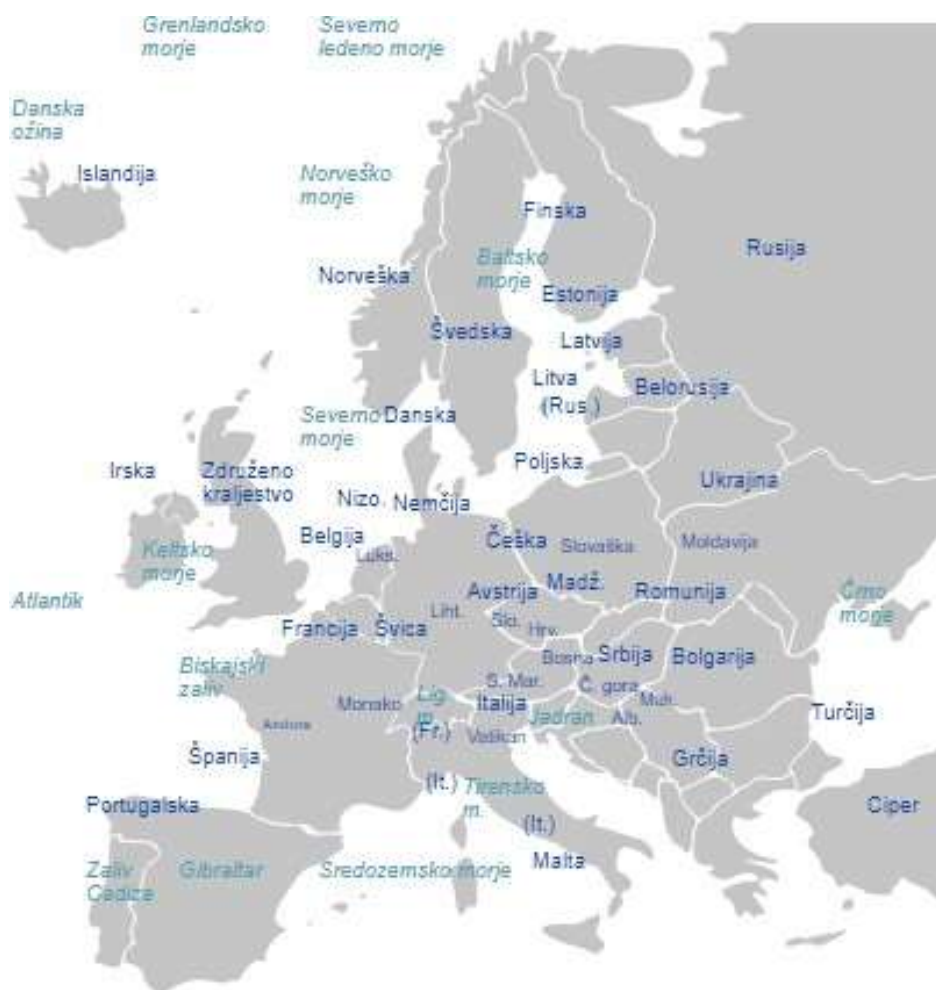 Grenlandsko
morje
Severno
ledeno morje
Danska
ožina
Islandija
Norveško
morje
Finska
Rusija
Baltsko
morje
Norveška
Estonija
Švedska
Latvija
Litva
(Rus.)
Belorusija
Severno
morje
Danska
Irska
Združeno
kraljestvo
Poljska
Ukrajina
Nizo.
Nemčija
Belgija
Luks.
Češka
Slovaška
Moldavija
Keltsko
morje
Atlantik
Avstrija
Madž.
Romunija
Črno
morje
Liht.
Slo.
Hrv.
Francija
Švica
Bosna
Srbija
Bolgarija
Biskajski
zaliv
S. Mar.
Č. gora
Monako
Lig.
m.
Italija
Jadran
Alb.
Turčija
Andora
(Fr.)
Vatikan
Španija
Grčija
(It.)
Tirensko
m.
Portugalska
(It.)
Ciper
Malta
Zaliv
Cadiza
Gibraltar
Sredozemsko morje